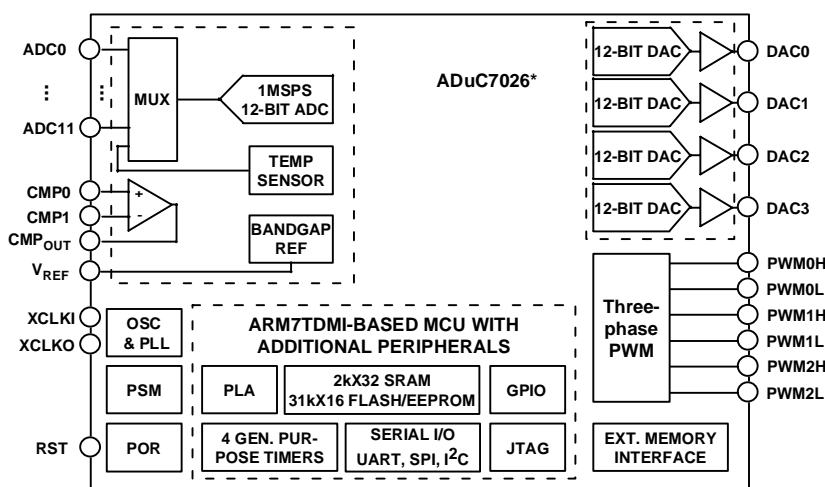 ADC0
...
...
ADC11
MUX
1MSPS
12-BIT ADC
TEMP
SENSOR
CMP0
+
CMP1
-
CMPOUT
BANDGAP
REF
VREF
ADuC7026*
12-BIT DAC
DAC0
12-BIT DAC
DAC1
12-BIT DAC
DAC2
12-BIT DAC
DAC3
Three-
phase
PWM
PWM0H
PWM0L
PWM1H
PWM1L
PWM2H
PWM2L
XCLKI
XCLKO
OSC
& PLL
PSM
RST
POR
ARM7TDMI-BASED MCU WITH
ADDITIONAL PERIPHERALS
PLA
2kX32 SRAM
31kX16 FLASH/EEPROM
GPIO
4 GEN. PUR-
POSE TIMERS
SERIAL I/O
UART, SPI, I²C
JTAG
EXT. MEMORY
INTERFACE